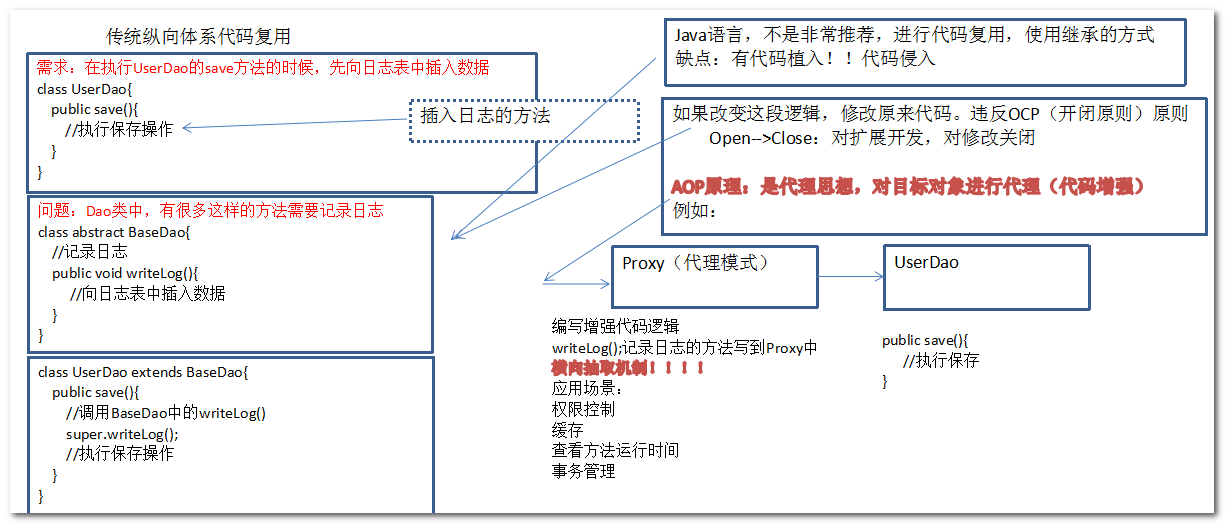 传统纵向体系代码复用
需求：在执行UserDao的save方法的时候，先向日志表中插入数据
class UserDao{
public save(){
//执行保存操作
}
}
插入日志的方法
问题：Dao类中，有很多这样的方法需要记录日志
class abstract BaseDao{
//记录日志
public void writeLog(){
//向日志表中插入数据
}
}
class UserDao extends BaseDao{
public save(){
//调用BaseDao中的writeLog()
super.writeLog();
//执行保存操作
}
}
Java语言，不是非常推荐，进行代码复用，使用继承的方式
缺点：有代码植入！！代码侵入
如果改变这段逻辑，修改原来代码。违反OCP（开闭原则）原则
Open-->Close：对扩展开发，对修改关闭
AOP原理：是代理思想，对目标对象进行代理（代码增强）
例如：
Proxy（代理模式）
编写增强代码逻辑
writeLog();记录日志的方法写到Proxy中
横向抽取机制！！！！
应用场景：
权限控制
缓存
查看方法运行时间
事务管理
UserDao
public save(){
//执行保存
}